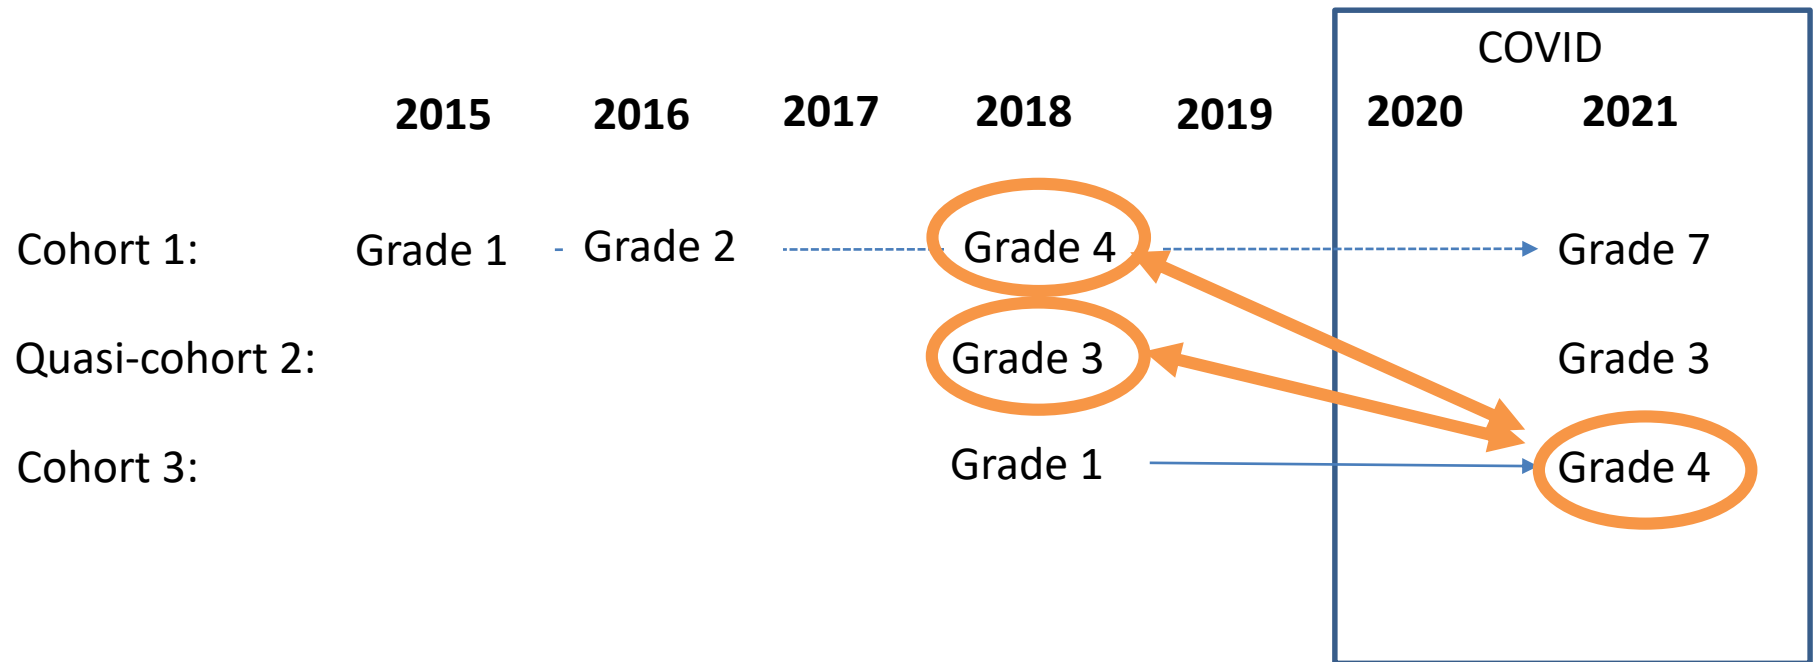 COVID
2015 2016 2017 2018 2019 2020 2021
Cohort 1: Grade 1 Grade 2 Grade 4 Grade 7
Quasi-cohort 2: Grade 3 Grade 3
Cohort 3: Grade 1 Grade 4